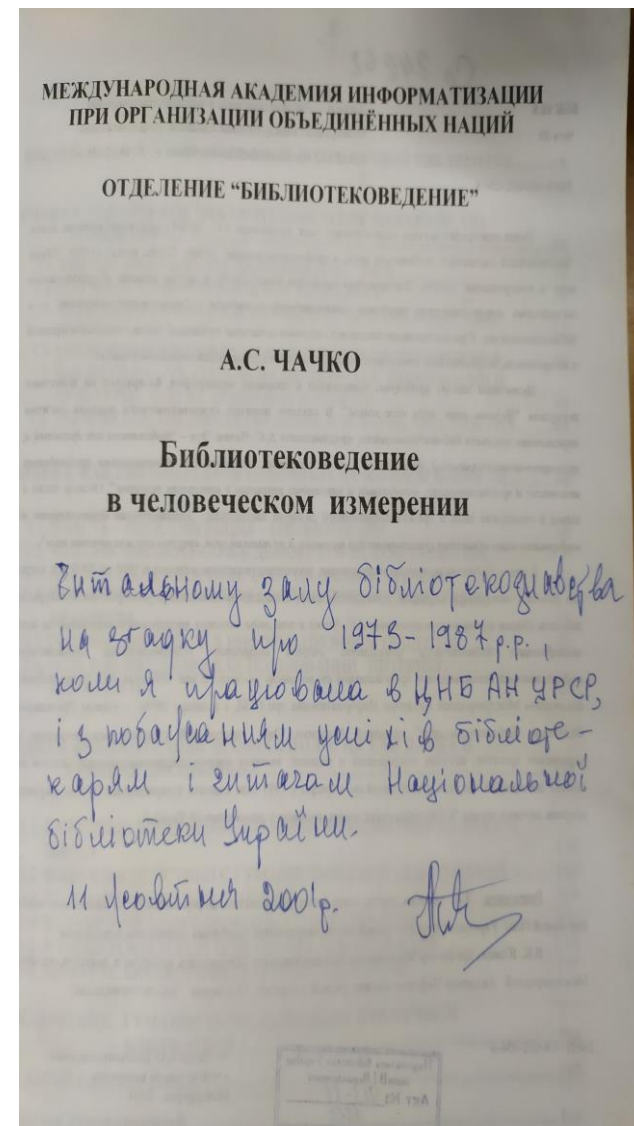 МЕЖДУНАРОДНАЯ АКАДЕМИЯ ИНФОРМАТИЗАЦИИ
ПРИ ОРГАНИЗАЦИИ ОБЪЕДИНЁННЫХ НАЦИЙ
ОТДЕЛЕНИЕ “БИБЛИОТЕКОВЕДЕНИЕ”
А.С. ЧАЧКО
Библиотековедение
в человеческом измерении
Читальному залу бібліотекознавства
на згадку про 1973-1987 р.р.,
коли я працювала в ЦНБ АН УРСР,
і з побажанням успіхів бібліоте-
карям і читачам Національної
бібліотеки України.
11 жовтня 2001р.